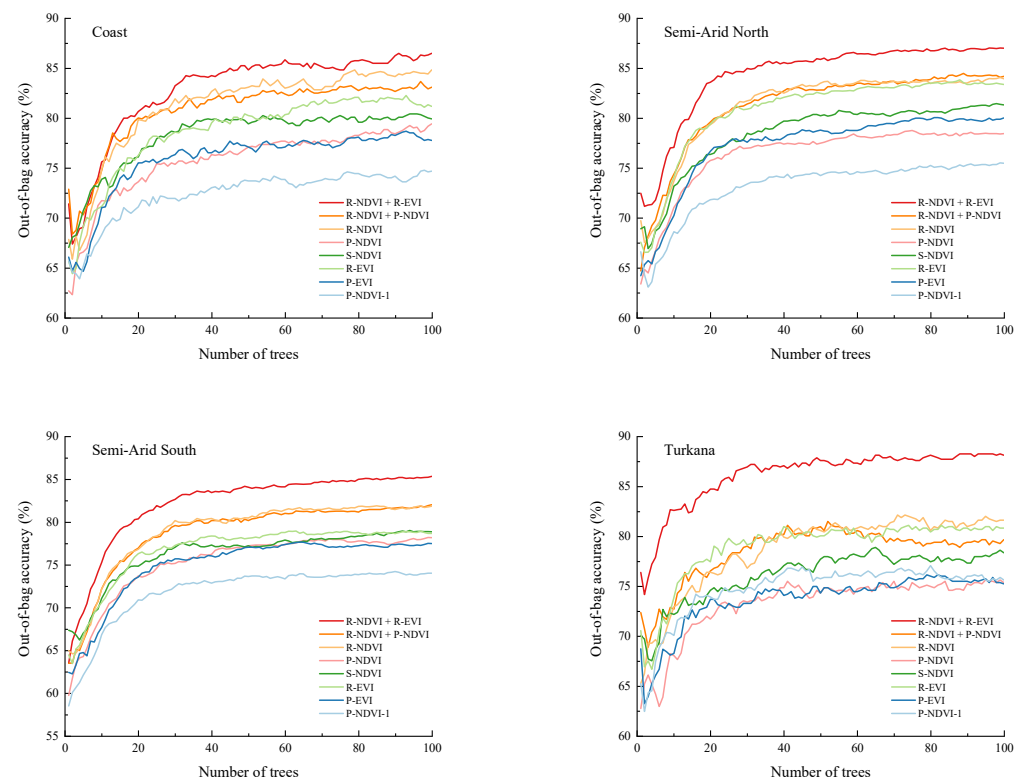 Coast
Out-of-bag accuracy (%)
90
85
80
75
70
65
60
0 20 40 60 80 100
Number of trees
R-NDVI + R-EVI
R-NDVI + P-NDVI
R-NDVI
P-NDVI
S-NDVI
R-EVI
P-EVI
P-NDVI-1
Semi-Arid North
Out-of-bag accuracy (%)
90
85
80
75
70
65
60
0 20 40 60 80 100
Number of trees
R-NDVI + R-EVI
R-NDVI + P-NDVI
R-NDVI
P-NDVI
S-NDVI
R-EVI
P-EVI
P-NDVI-1
Semi-Arid South
Out-of-bag accuracy (%)
90
85
80
75
70
65
60
55
0 20 40 60 80 100
Number of trees
R-NDVI + R-EVI
R-NDVI + P-NDVI
R-NDVI
P-NDVI
S-NDVI
R-EVI
P-EVI
P-NDVI-1
Turkana
Out-of-bag accuracy (%)
90
85
80
75
70
65
60
0 20 40 60 80 100
Number of trees
R-NDVI + R-EVI
R-NDVI + P-NDVI
R-NDVI
P-NDVI
S-NDVI
R-EVI
P-EVI
P-NDVI-1